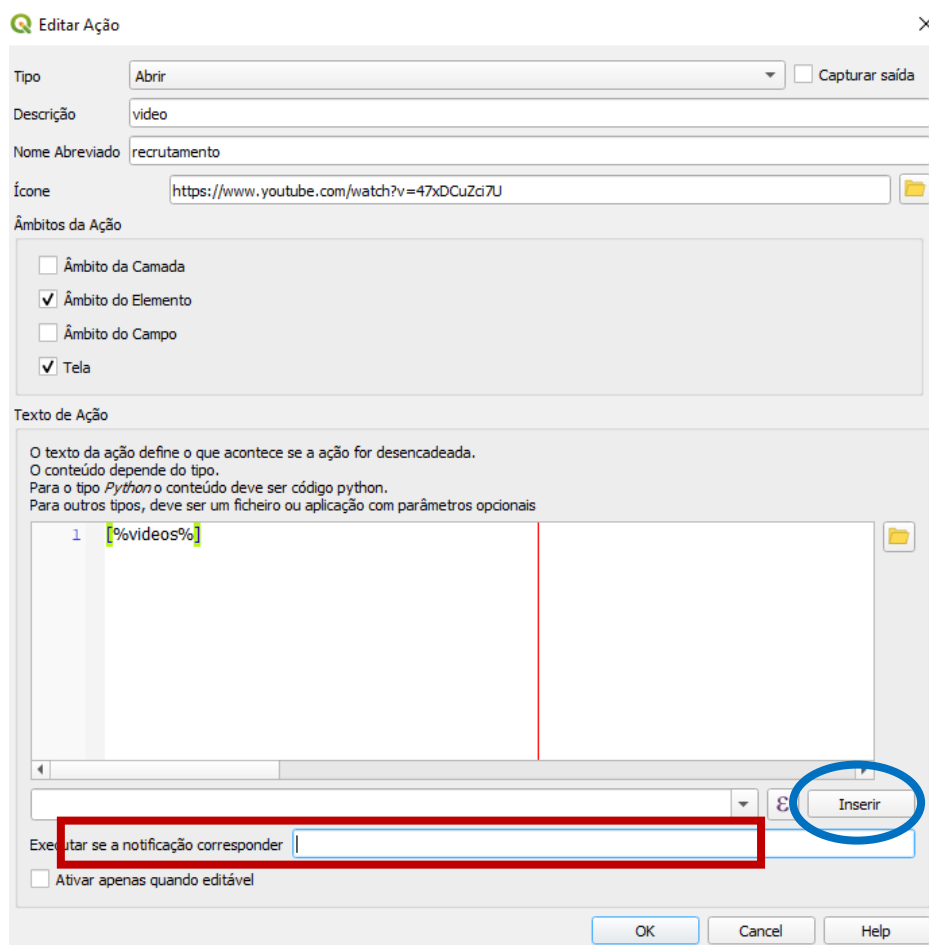 Editar Ação
Tipo Abrir Capturar saída
Descrição video
Nome Abreviado recrutamento
Ícone https://www.youtube.com/watch?v=47xDCuZci7U
Âmbitos da Ação
Âmbito da Camada
Âmbito do Elemento
Âmbito do Campo
Tela
Texto de Ação
O texto da ação define o que acontece se a ação for desencadeada.
O conteúdo depende do tipo.
Para o tipo Python o conteúdo deve ser código python.
Para outros tipos, deve ser um ficheiro ou aplicação com parâmetros opcionais
1 [%videos%]
ε Inserir
Executar se a notificação corresponder
Ativar apenas quando editável
OK Cancel Help